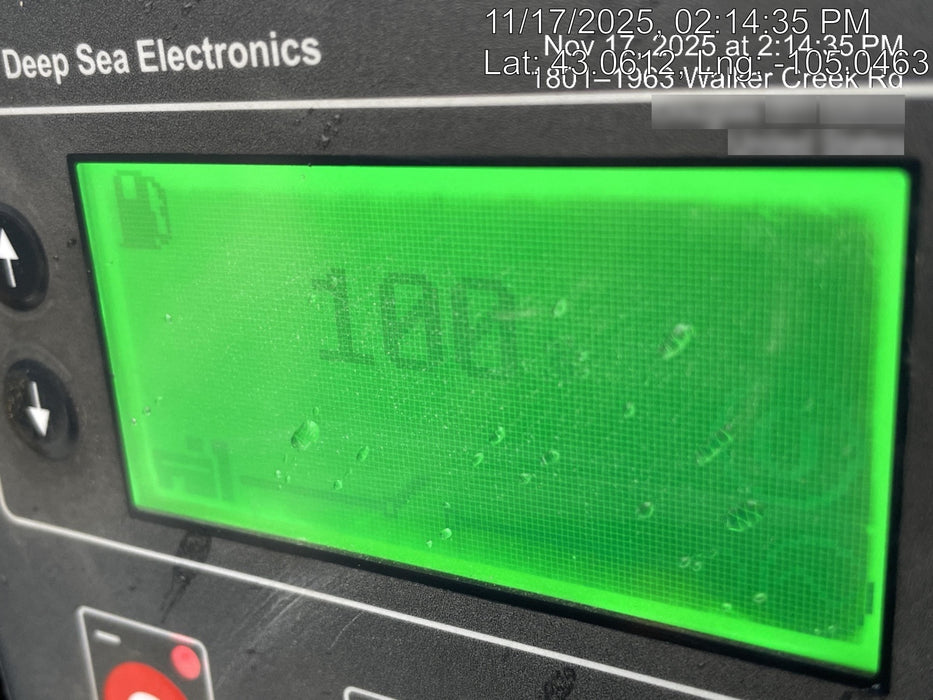 11/17/2025, 02:14:35 PM
Nov 17, 2025 at 2:14:35 PM
Lat: 43.0612, Lng: -105.0463
1801–1963 Walker Creek Rd
Deep Sea Electronics
100